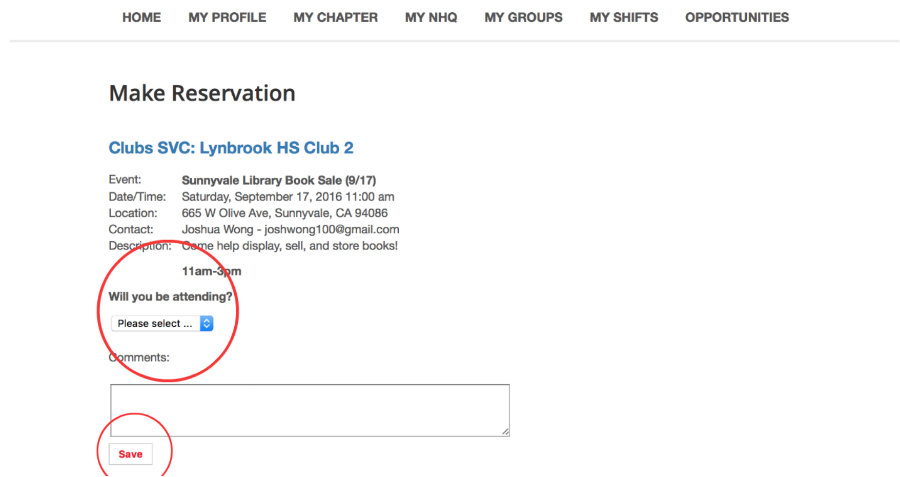 HOME MY PROFILE MY CHAPTER MY NHQ MY GROUPS MY SHIFTS OPPORTUNITIES
Make Reservation
Clubs SVC: Lynbrook HS Club 2
Event: Sunnyvale Library Book Sale (9/17)
Date/Time: Saturday, September 17, 2016 11:00 am
Location: 665 W Olive Ave, Sunnyvale, CA 94086
Contact: Joshua Wong - joshwong100@gmail.com
Description: Come help display, sell, and store books!
11am-3pm
Will you be attending?
Please select ...
Comments:
Save